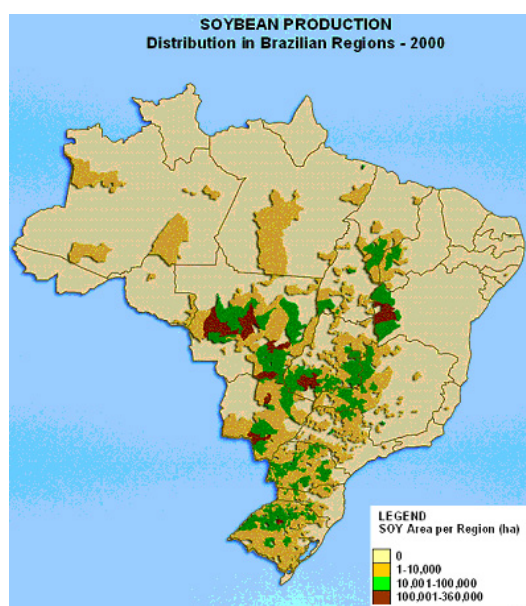 SOYBEAN PRODUCTION
Distribution in Brazilian Regions - 2000
LEGEND
SOY Area per Region (ha)
0
1-10,000
10,001-100,000
100,001-360,000